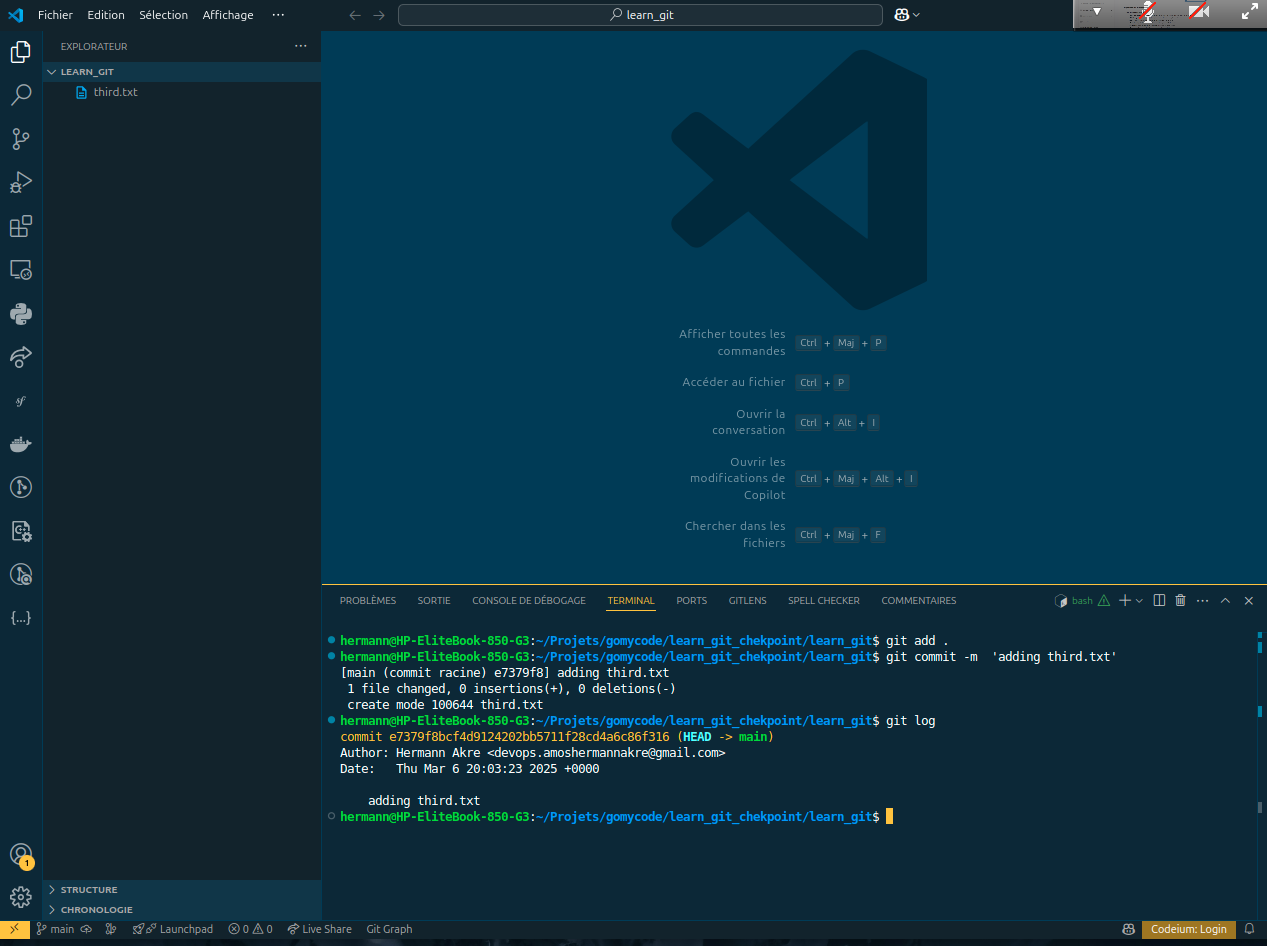 Fichier Edition Sélection Affichage ···
learn_git
EXPLORATEUR ···
LEARN_GIT
third.txt
Afficher toutes les
commandes
Ctrl + Maj + P
Accéder au fichier Ctrl + P
Ouvrir la
conversation
Ctrl + Alt + I
Ouvrir les
modifications de
Copilot
Ctrl + Maj + Alt + I
Chercher dans les
fichiers
Ctrl + Maj + F
PROBLÈMES SORTIE CONSOLE DE DÉBOGAGE TERMINAL PORTS GITLENS SPELL CHECKER COMMENTAIRES bash
hermann@HP-EliteBook-850-G3:~/Projets/gomycode/learn_git_chekpoint/learn_git$ git add .
hermann@HP-EliteBook-850-G3:~/Projets/gomycode/learn_git_chekpoint/learn_git$ git commit -m  'adding third.txt'
[main (commit racine) e7379f8] adding third.txt
 1 file changed, 0 insertions(+), 0 deletions(-)
 create mode 100644 third.txt
hermann@HP-EliteBook-850-G3:~/Projets/gomycode/learn_git_chekpoint/learn_git$ git log
commit e7379f8bcf4d9124202bb5711f28cd4a6c86f316 (HEAD -> main)
Author: Hermann Akre <devops.amoshermannakre@gmail.com>
Date:   Thu Mar 6 20:03:23 2025 +0000
    adding third.txt
hermann@HP-EliteBook-850-G3:~/Projets/gomycode/learn_git_chekpoint/learn_git$
sf
{...}
1
STRUCTURE
CHRONOLOGIE
main Launchpad 0 0 Live Share Git Graph Codeium: Login